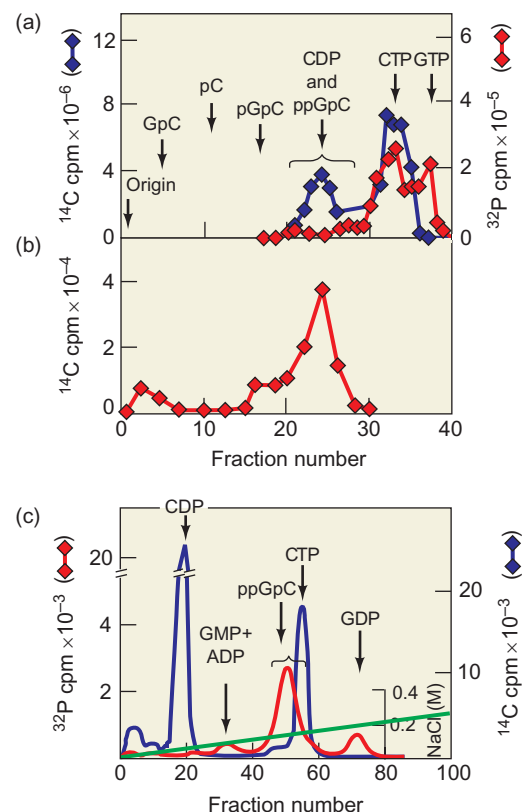 (a)
12
8
4
0
¹⁴C cpm × 10⁻⁶ ( )
Origin
GpC
pC
pGpC
CDP
and
ppGpC
CTP
GTP
6
4
2
0
³²P cpm × 10⁻⁵ ( )
(b)
4
2
0
¹⁴C cpm × 10⁻⁴
0
10
20
30
40
Fraction number
(c)
20
4
2
³²P cpm × 10⁻³ ( )
CDP
GMP+
ADP
ppGpC
CTP
GDP
0.4
0.2
NaCl (M)
20
10
¹⁴C cpm × 10⁻³ ( )
0
20
40
60
80
100
Fraction number